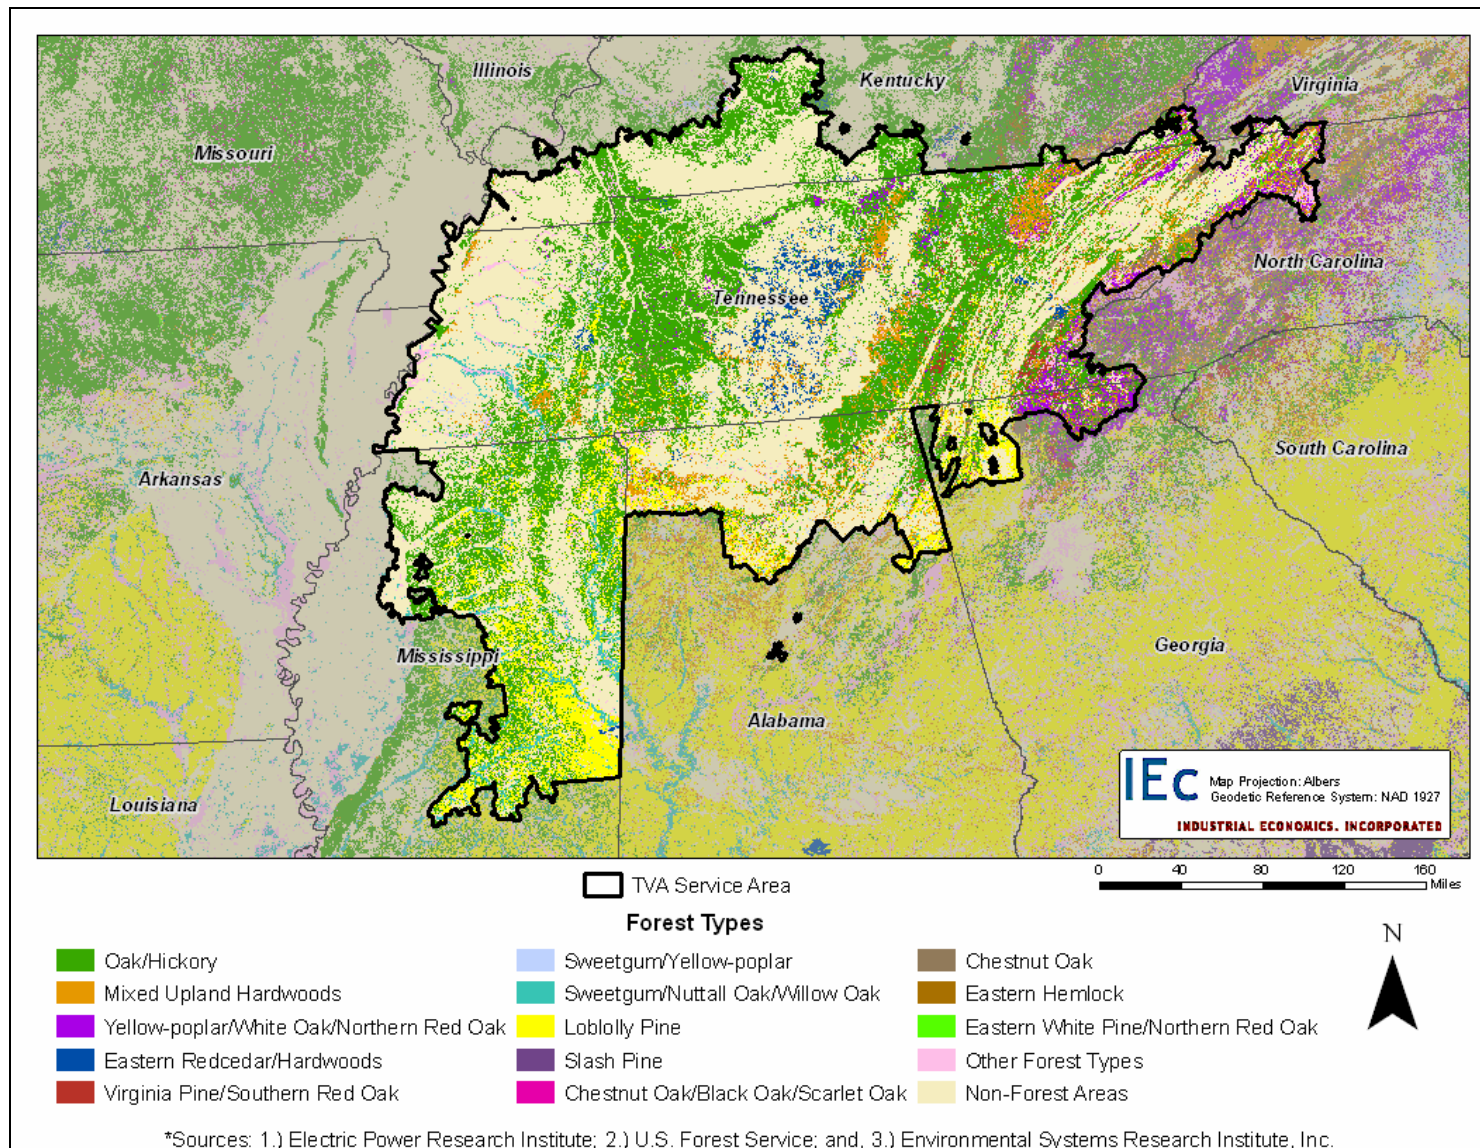 Illinois
Kentucky
Virginia
Missouri
North Carolina
Tennessee
South Carolina
Arkansas
Georgia
Mississippi
Alabama
Louisiana
IEc
Map Projection: Albers
Geodetic Reference System: NAD 1927
INDUSTRIAL ECONOMICS, INCORPORATED
0 40 80 120 160
Miles
TVA Service Area
Forest Types
N
Oak/Hickory
Mixed Upland Hardwoods
Yellow-poplar/White Oak/Northern Red Oak
Eastern Redcedar/Hardwoods
Virginia Pine/Southern Red Oak
Sweetgum/Yellow-poplar
Sweetgum/Nuttall Oak/Willow Oak
Loblolly Pine
Slash Pine
Chestnut Oak/Black Oak/Scarlet Oak
Chestnut Oak
Eastern Hemlock
Eastern White Pine/Northern Red Oak
Other Forest Types
Non-Forest Areas
*Sources: 1.) Electric Power Research Institute; 2.) U.S. Forest Service; and, 3.) Environmental Systems Research Institute, Inc.